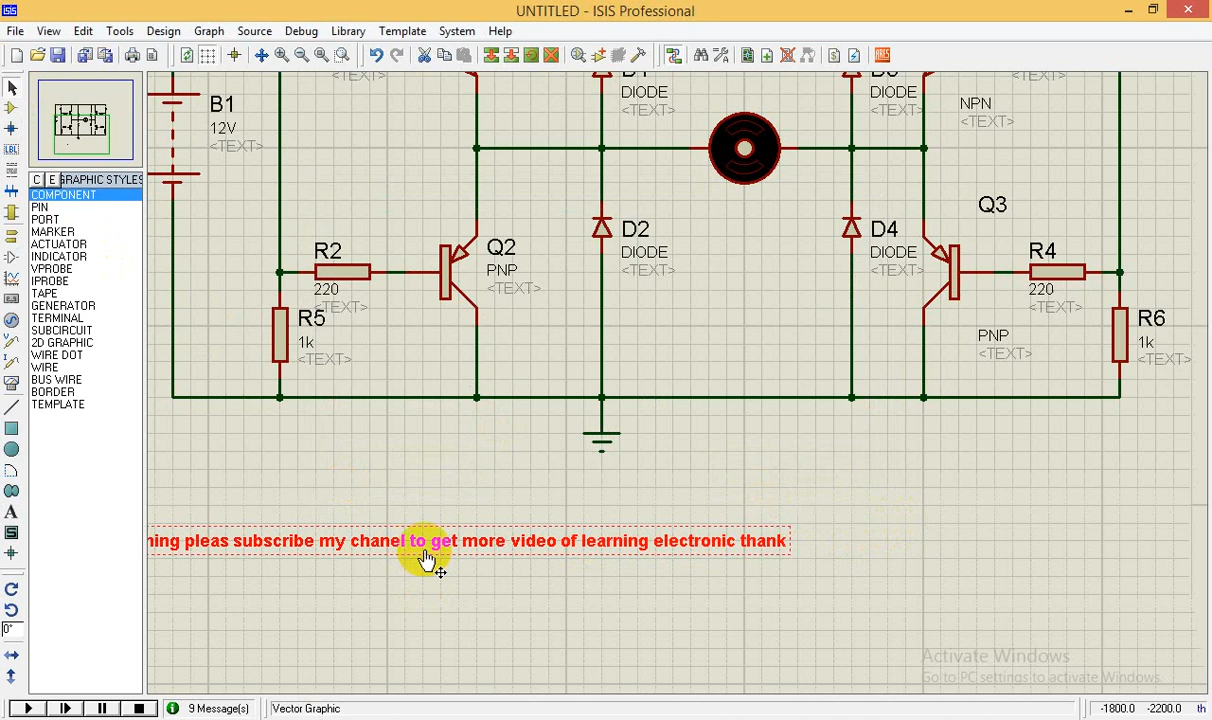 ISIS
UNTITLED - ISIS Professional
File View Edit Tools Design Graph Source Debug Library Template System Help
ARES
LBL
C E GRAPHIC STYLES
COMPONENT
PIN
PORT
MARKER
ACTUATOR
INDICATOR
VPROBE
IPROBE
TAPE
GENERATOR
TERMINAL
SUBCIRCUIT
2D GRAPHIC
WIRE DOT
WIRE
BUS WIRE
BORDER
TEMPLATE
A
S
0°
B1
12V
<TEXT>
<TEXT>
D1
DIODE
<TEXT>
DIODE
<TEXT>
<TEXT>
NPN
<TEXT>
R2
220
<TEXT>
R5
1k
<TEXT>
Q2
PNP
<TEXT>
D2
DIODE
<TEXT>
D4
DIODE
<TEXT>
Q3
PNP
<TEXT>
R4
220
<TEXT>
R6
1k
<TEXT>
pleas subscribe my chanel to get more video of learning electronic thank
Activate Windows
Go to PC settings to activate Windows.
9 Message(s) Vector Graphic -1800.0 -2200.0 th